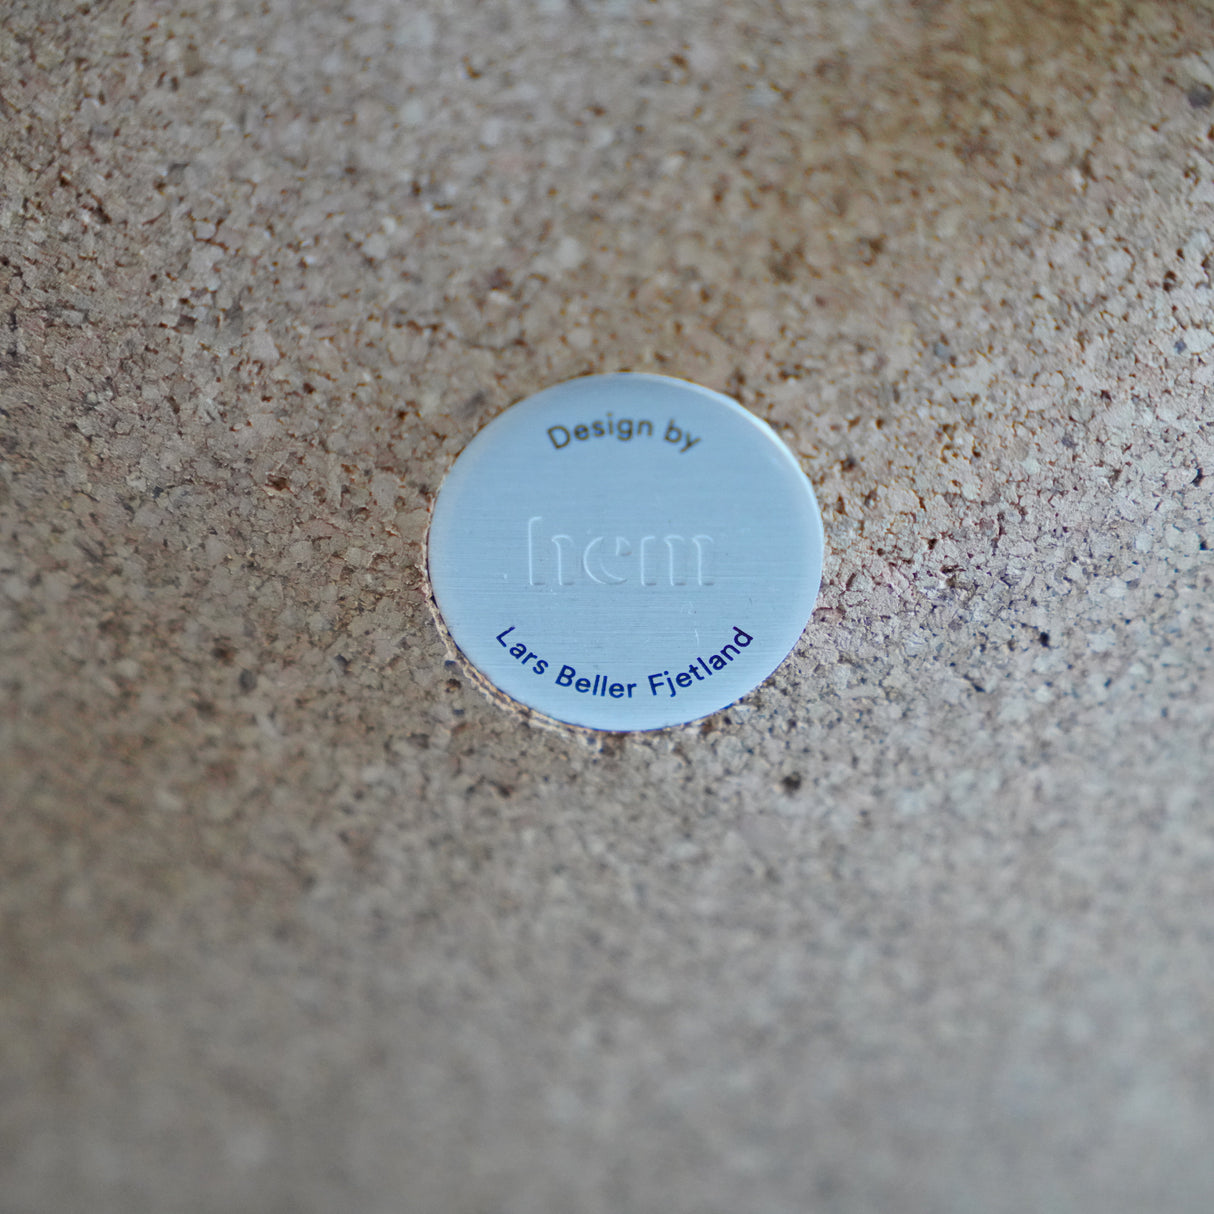 Design by
hem
Lars Beller Fjetland